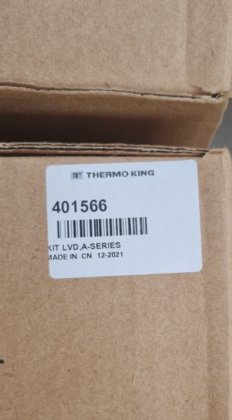 THERMO KING
401566
KIT LVD,A-SERIES
MADE IN CN 12-2021